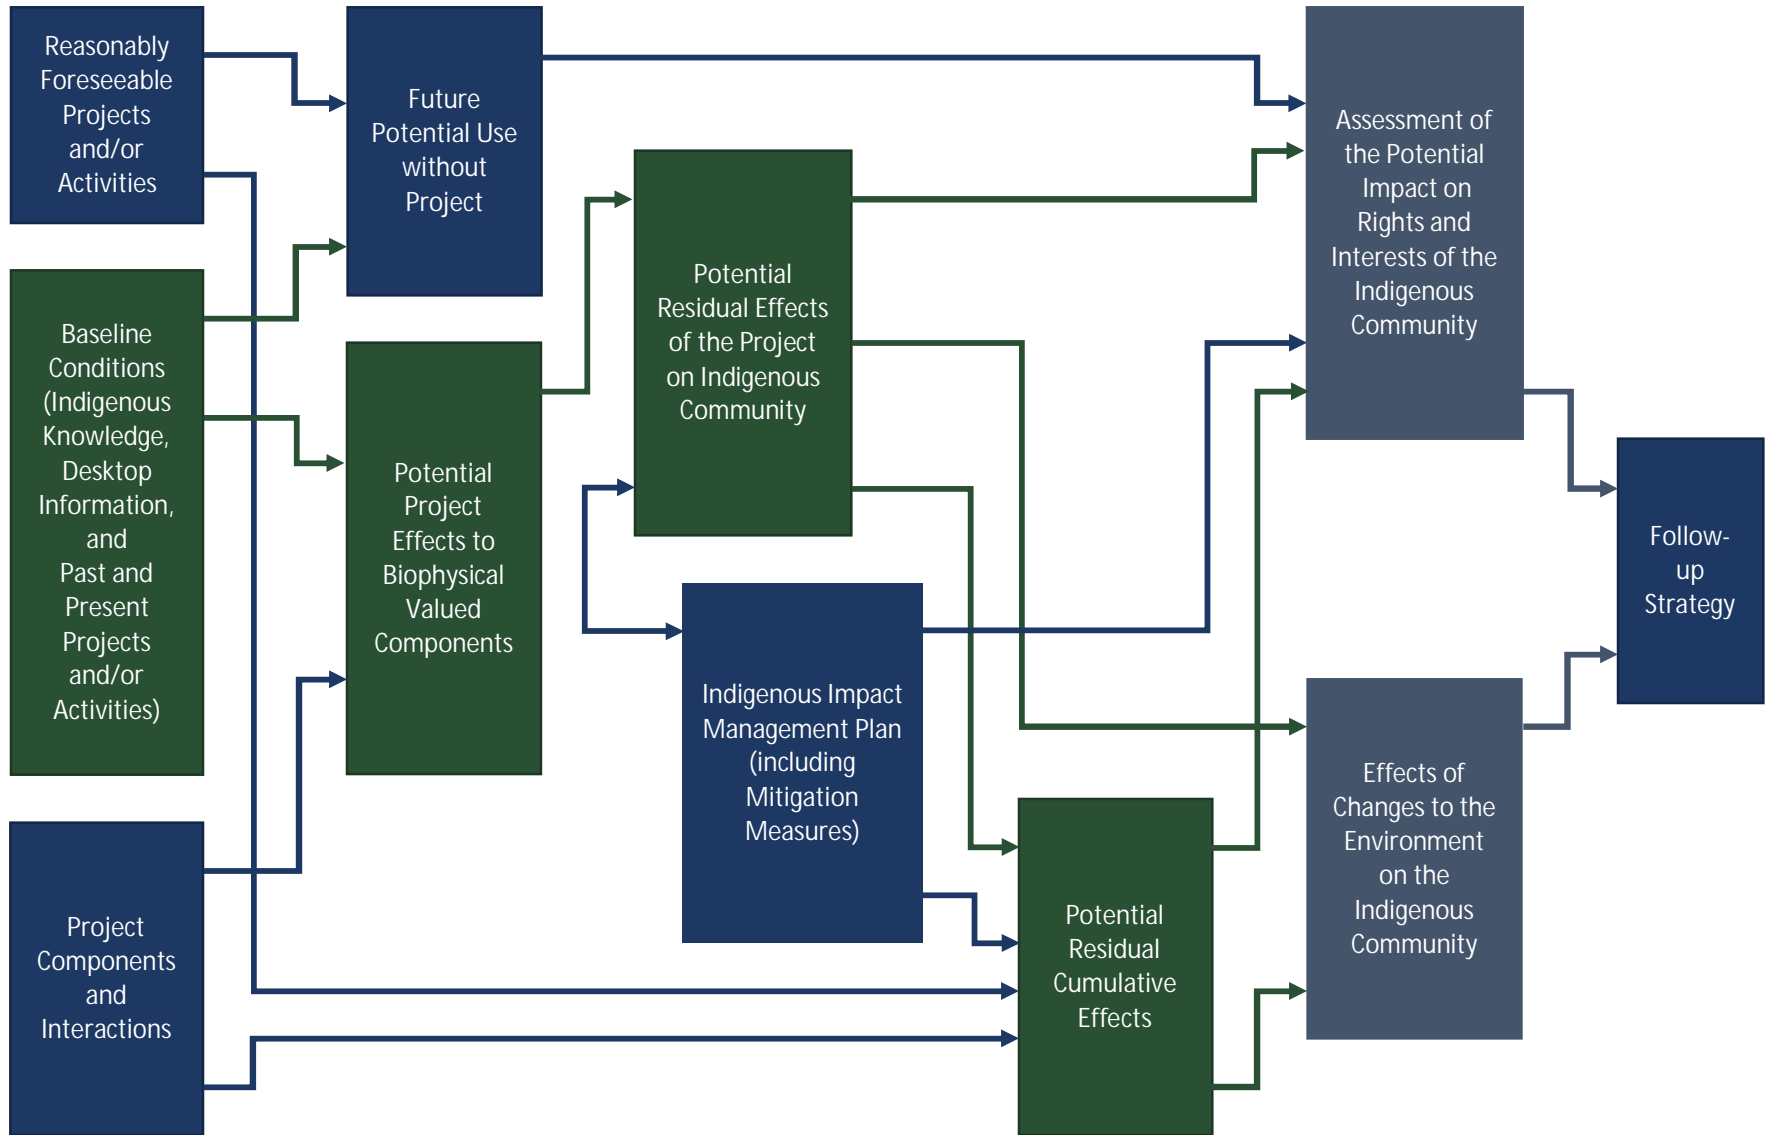 Reasonably
Foreseeable
Projects
and/or
Activities
Baseline
Conditions
(Indigenous
Knowledge,
Desktop
Information,
and
Past and
Present
Projects
and/or
Activities)
Project
Components
and
Interactions
Future
Potential Use
without
Project
Potential
Project
Effects to
Biophysical
Valued
Components
Potential
Residual Effects
of the Project
on Indigenous
Community
Indigenous Impact
Management Plan
(including
Mitigation
Measures)
Potential
Residual
Cumulative
Effects
Assessment of
the Potential
Impact on
Rights and
Interests of the
Indigenous
Community
Effects of
Changes to the
Environment
on the
Indigenous
Community
Follow-
up
Strategy